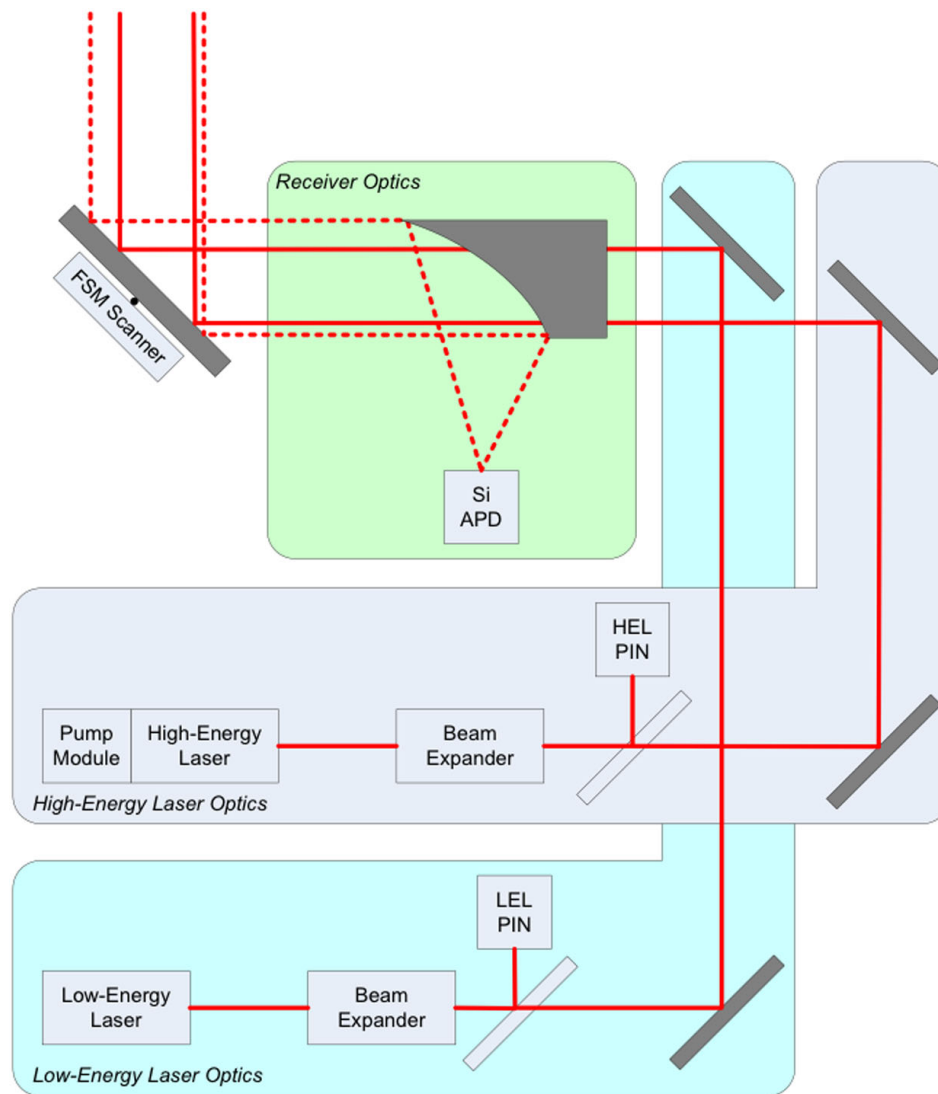 Receiver Optics
FSM Scanner
Si
APD
HEL
PIN
Pump
Module
High-Energy
Laser
Beam
Expander
High-Energy Laser Optics
LEL
PIN
Low-Energy
Laser
Beam
Expander
Low-Energy Laser Optics